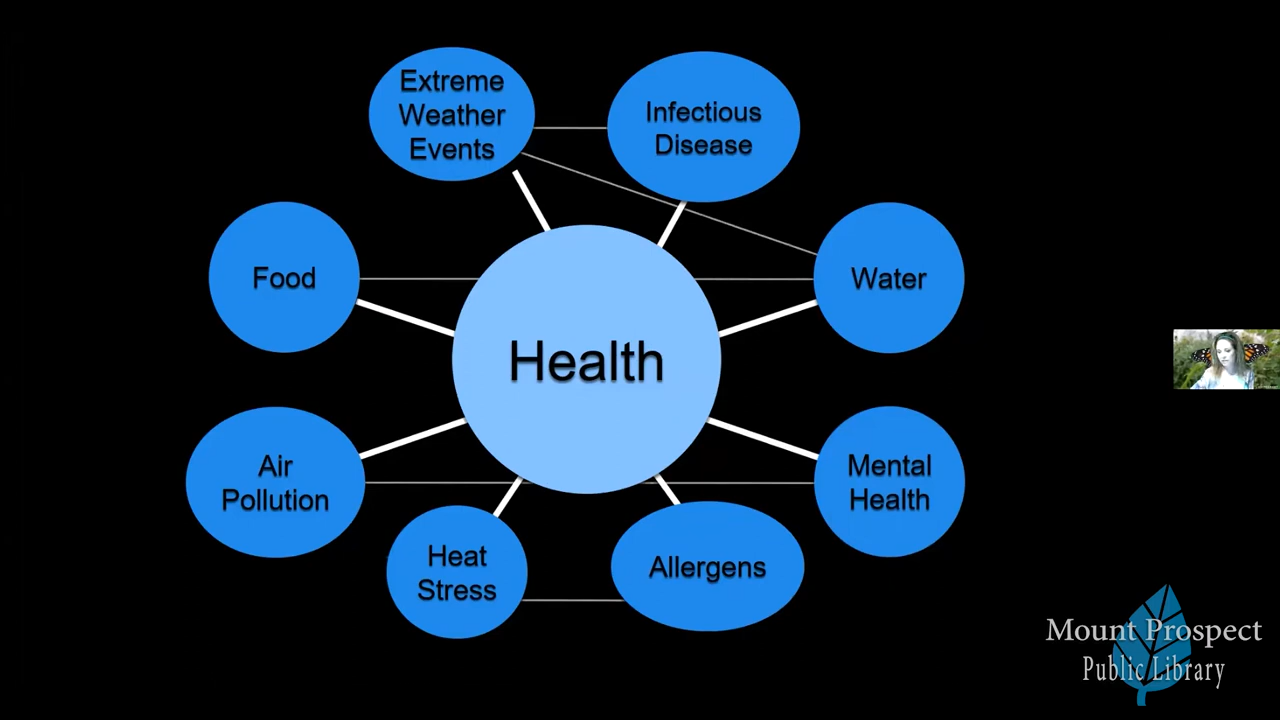 Extreme
Weather
Events
Infectious
Disease
Food
Water
Health
Air
Pollution
Mental
Health
Heat
Stress
Allergens
Mount Prospect
Public Library